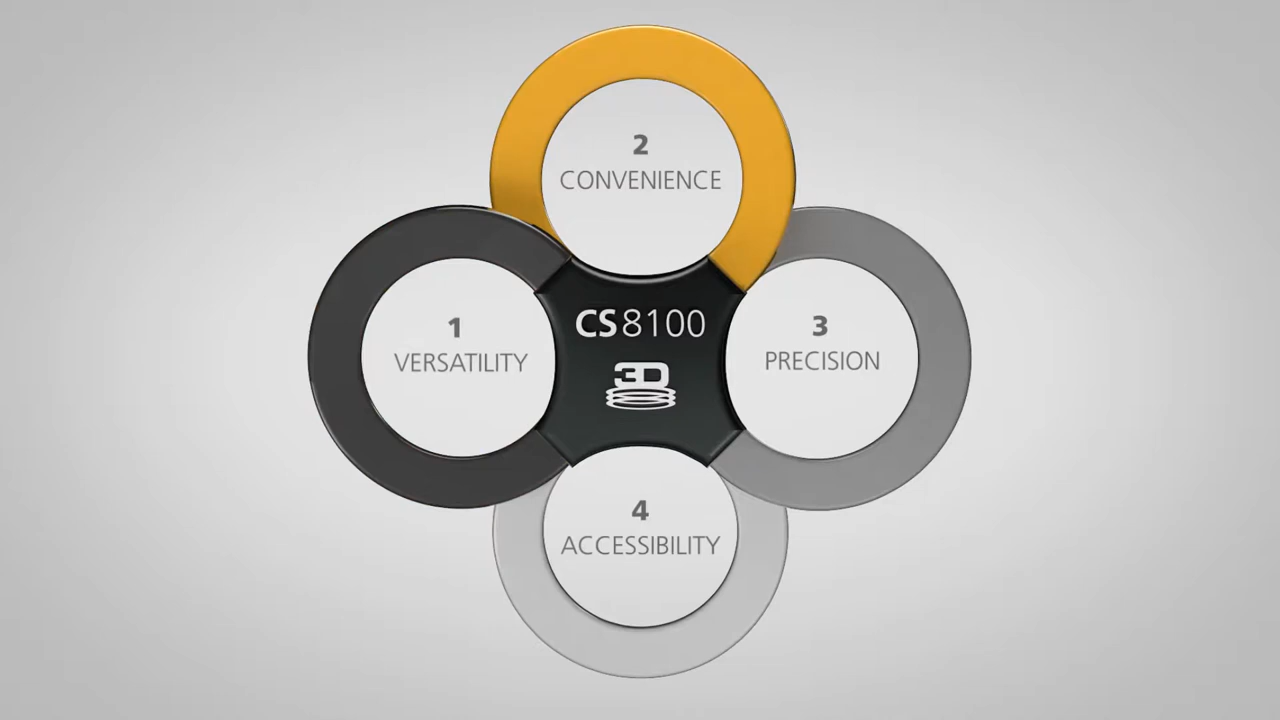 2
CONVENIENCE
1
VERSATILITY
CS 8100
3D
3
PRECISION
4
ACCESSIBILITY